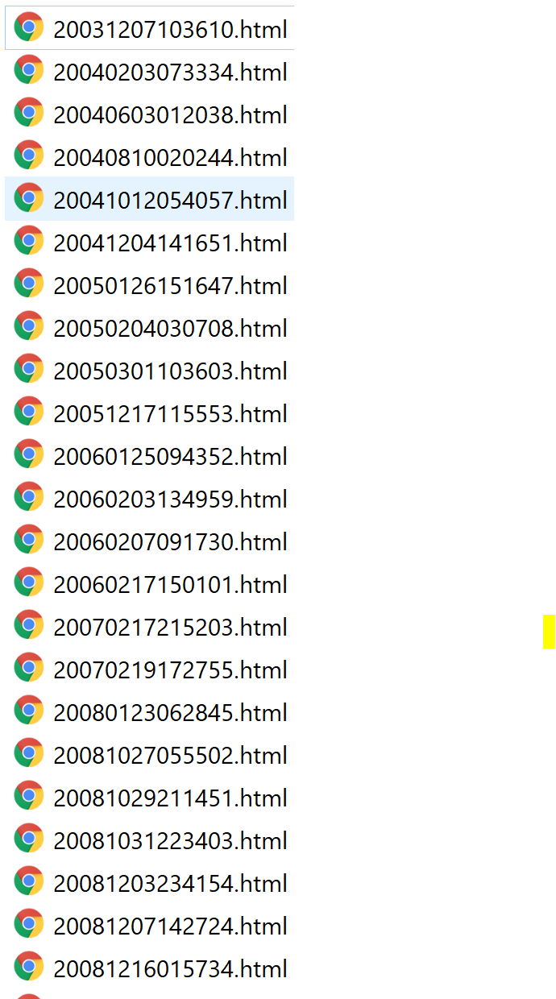 20031207103610.html
20040203073334.html
20040603012038.html
20040810020244.html
20041012054057.html
20041204141651.html
20050126151647.html
20050204030708.html
20050301103603.html
20051217115553.html
20060125094352.html
20060203134959.html
20060207091730.html
20060217150101.html
20070217215203.html
20070219172755.html
20080123062845.html
20081027055502.html
20081029211451.html
20081031223403.html
20081203234154.html
20081207142724.html
20081216015734.html